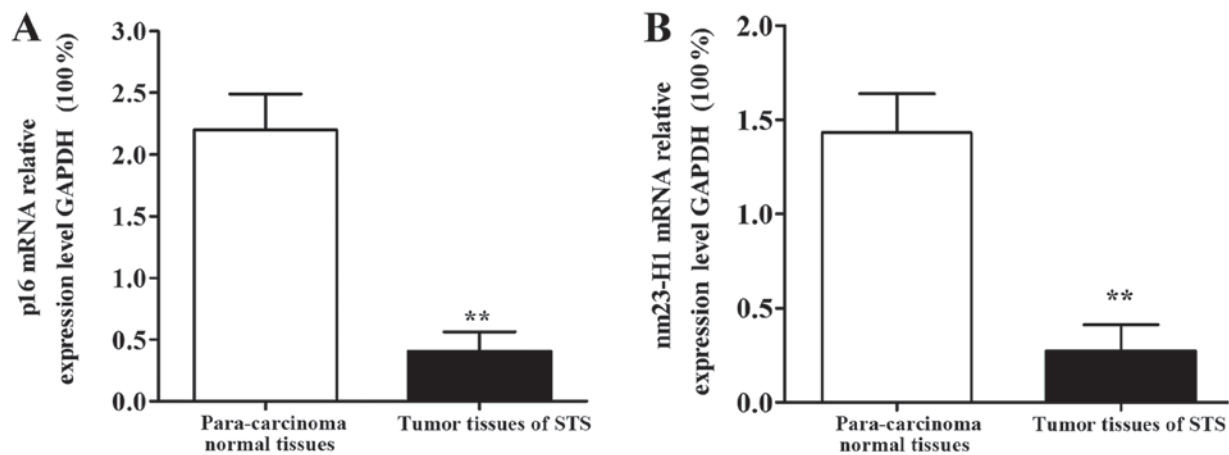 A
p16 mRNA relative
expression level GAPDH (100%)
3.0
2.5
2.0
1.5
1.0
0.5
0.0
**
Para-carcinoma
normal tissues
Tumor tissues of STS
B
nm23-H1 mRNA relative
expression level GAPDH (100%)
2.0
1.5
1.0
0.5
0.0
**
Para-carcinoma
normal tissues
Tumor tissues of STS